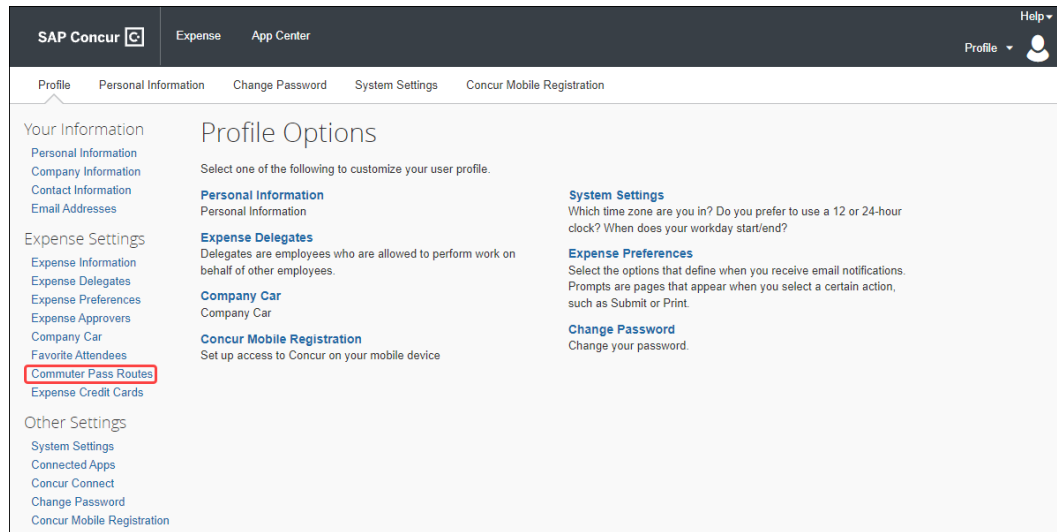 Help
SAP Concur C Expense App Center
Profile
Profile Personal Information Change Password System Settings Concur Mobile Registration
Your Information
Personal Information
Company Information
Contact Information
Email Addresses
Expense Settings
Expense Information
Expense Delegates
Expense Preferences
Expense Approvers
Company Car
Favorite Attendees
Commuter Pass Routes
Expense Credit Cards
Other Settings
System Settings
Connected Apps
Concur Connect
Change Password
Concur Mobile Registration
Profile Options
Select one of the following to customize your user profile.
Personal Information
Personal Information
Expense Delegates
Delegates are employees who are allowed to perform work on
behalf of other employees.
Company Car
Company Car
Concur Mobile Registration
Set up access to Concur on your mobile device
System Settings
Which time zone are you in? Do you prefer to use a 12 or 24-hour
clock? When does your workday start/end?
Expense Preferences
Select the options that define when you receive email notifications.
Prompts are pages that appear when you select a certain action,
such as Submit or Print.
Change Password
Change your password.